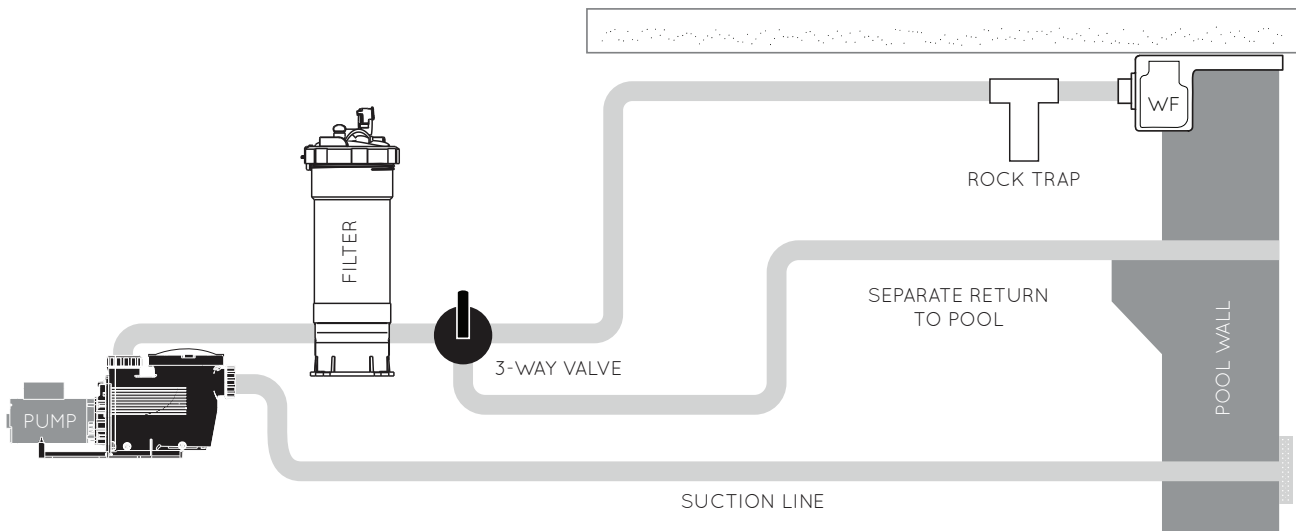 WF
ROCK TRAP
FILTER
SEPARATE RETURN
TO POOL
3-WAY VALVE
POOL WALL
PUMP
SUCTION LINE